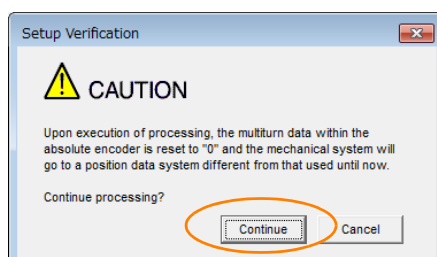 Setup Verification
CAUTION
Upon execution of processing, the multiturn data within the
absolute encoder is reset to "0" and the mechanical system will
go to a position data system different from that used until now.
Continue processing?
Continue Cancel